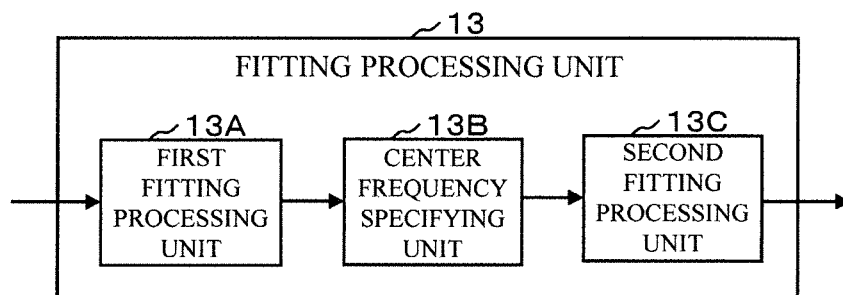 13
FITTING PROCESSING UNIT
13A
FIRST
FITTING
PROCESSING
UNIT
13B
CENTER
FREQUENCY
SPECIFYING
UNIT
13C
SECOND
FITTING
PROCESSING
UNIT